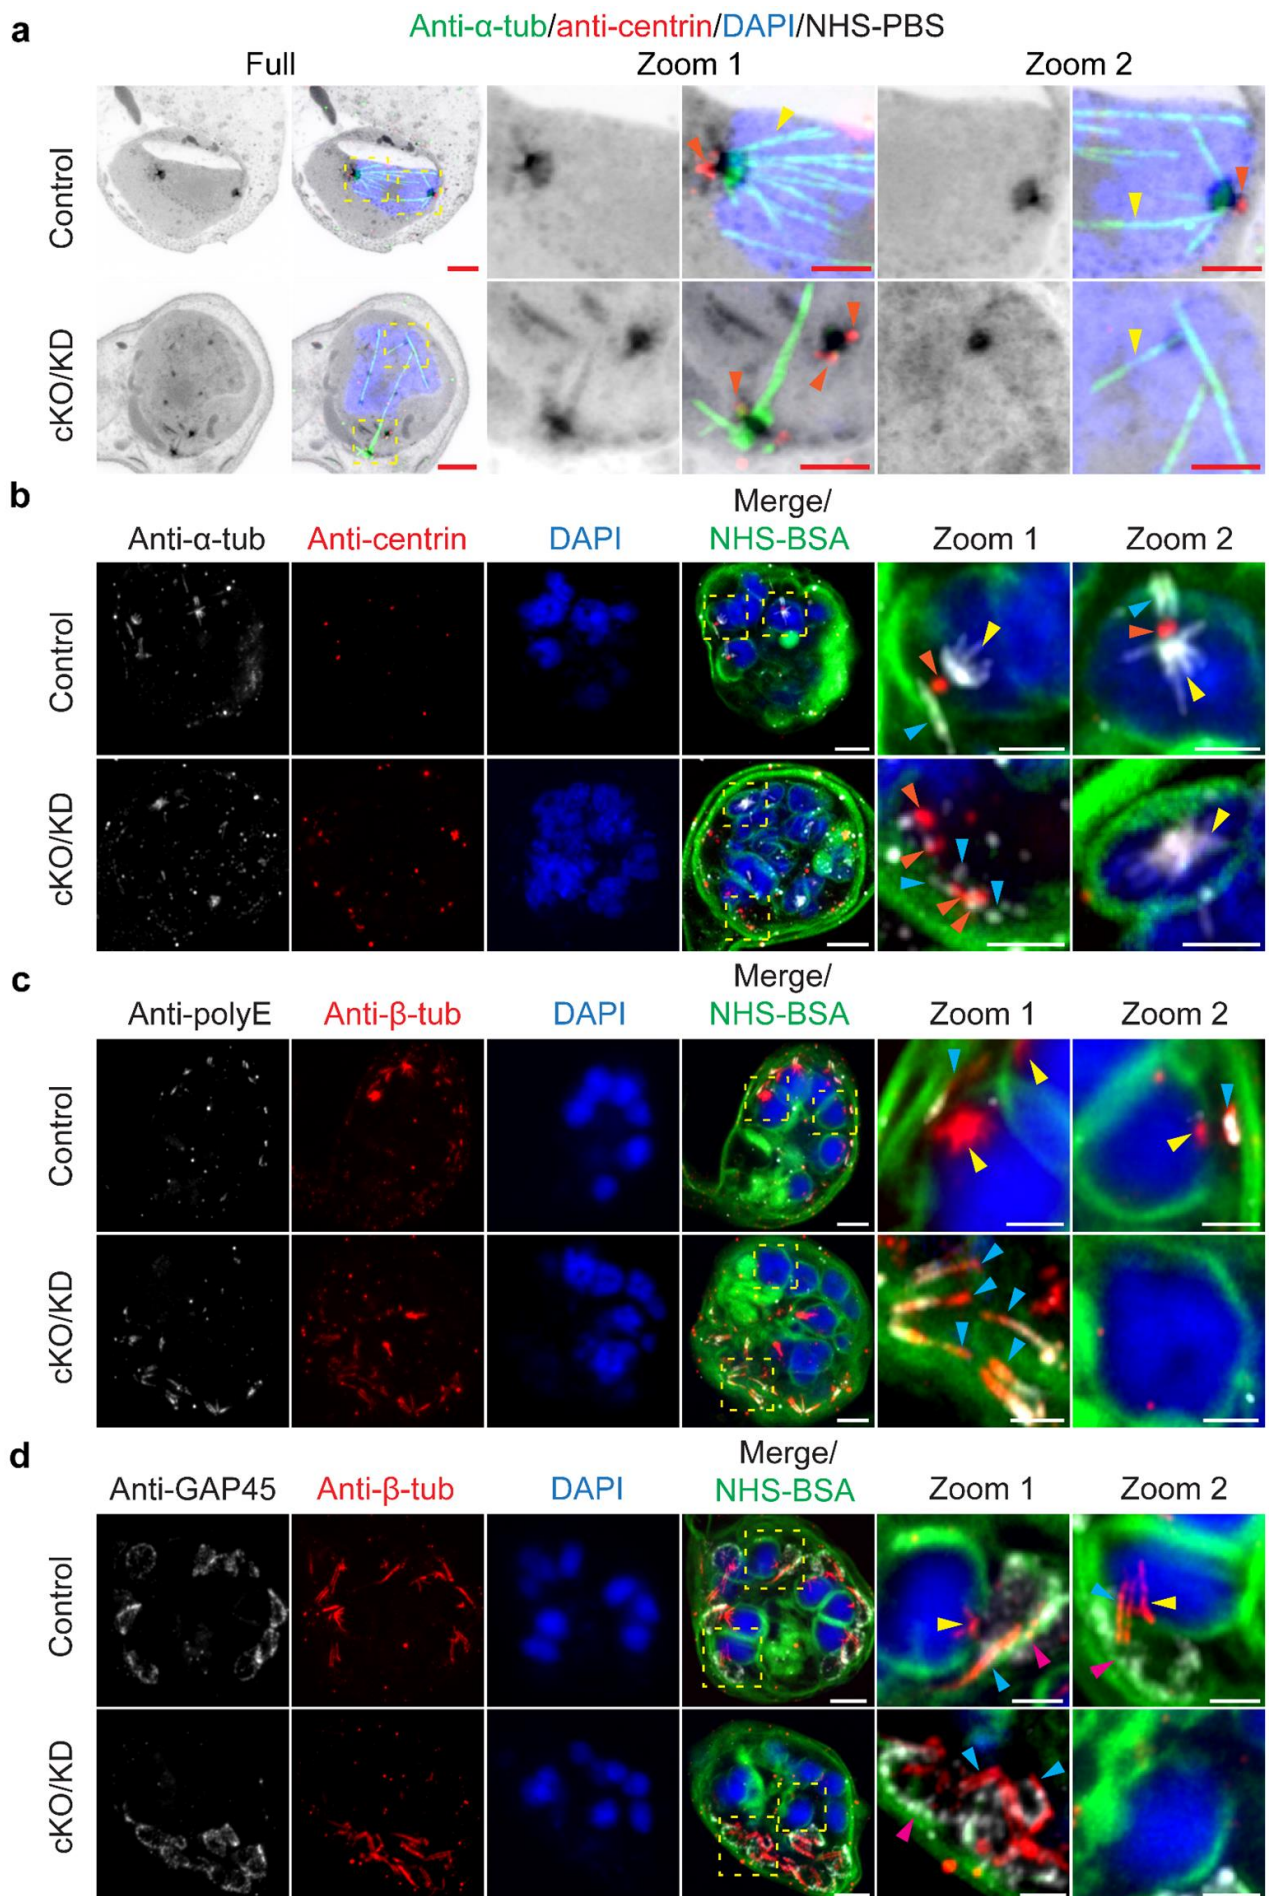 a
Anti-α-tub/anti-centrin/DAPI/NHS-PBS
Full Zoom 1 Zoom 2
Control
cKO/KD
b
Anti-α-tub Anti-centrin DAPI Merge/
NHS-BSA Zoom 1 Zoom 2
Control
cKO/KD
c
Anti-polyE Anti-β-tub DAPI Merge/
NHS-BSA Zoom 1 Zoom 2
Control
cKO/KD
d
Anti-GAP45 Anti-β-tub DAPI Merge/
NHS-BSA Zoom 1 Zoom 2
Control
cKO/KD